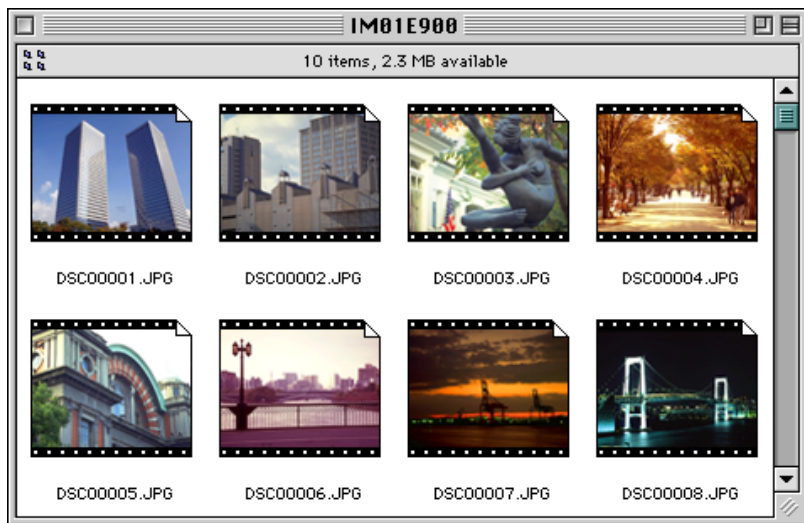 IM01E900
10 items, 2.3 MB available
DSC00001.JPG
DSC00002.JPG
DSC00003.JPG
DSC00004.JPG
DSC00005.JPG
DSC00006.JPG
DSC00007.JPG
DSC00008.JPG